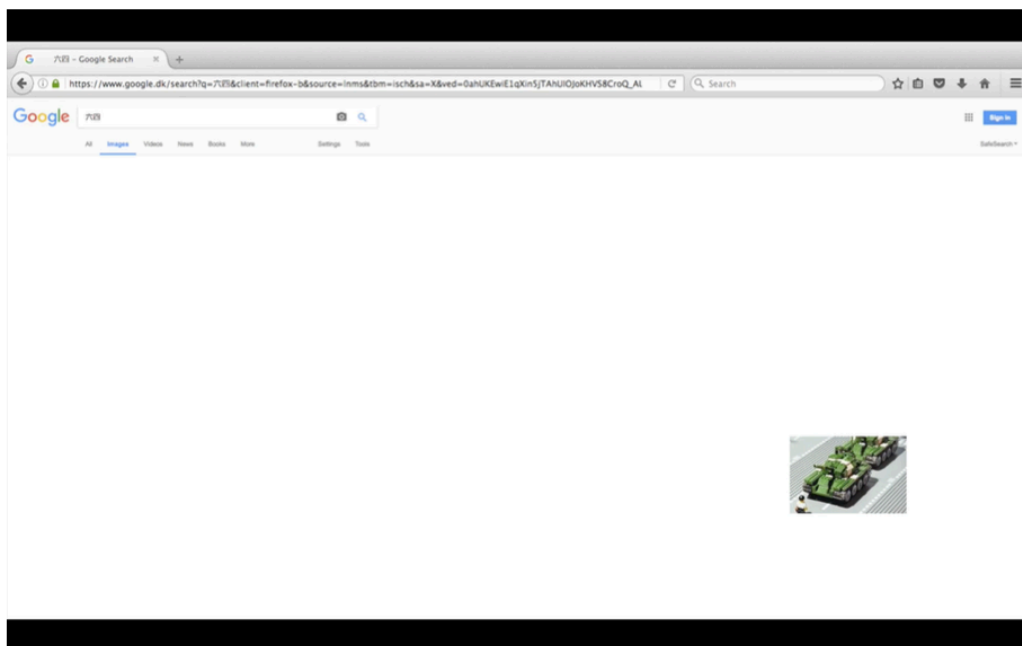 六四 - Google Search
https://www.google.dk/search?q=六四&client=firefox-b&source=lnms&tbm=isch&sa=X&ved=0ahUKEwiE1qXin5jTAhUIOJoKHVS8CroQ_AU
Search
Google
六四
Sign in
All Images Videos News Books More Settings Tools
SafeSearch